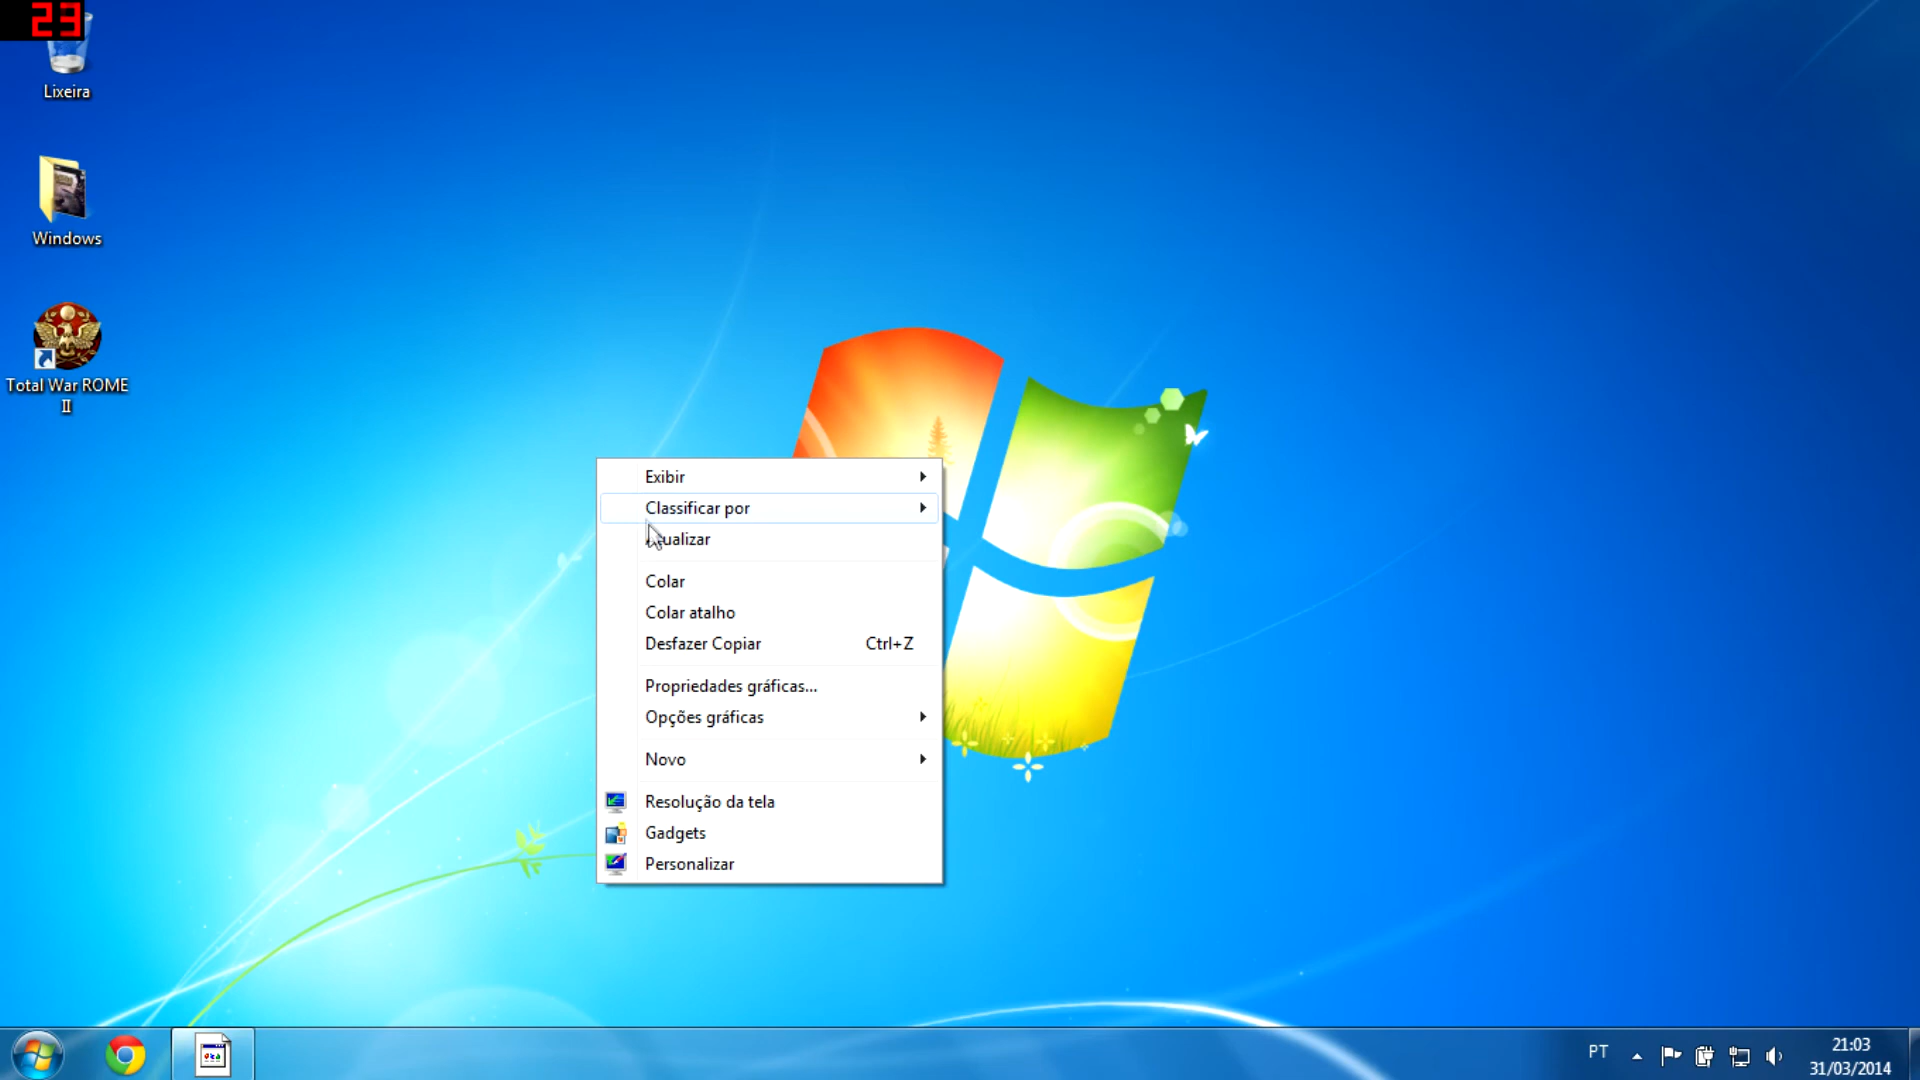 23
Lixeira
Windows
Total War ROME
II
Exibir
Classificar por
Colar
Colar atalho
Desfazer Copiar Ctrl+Z
Propriedades gráficas...
Opções gráficas
Novo
Resolução da tela
Gadgets
Personalizar
PT
21:03
31/03/2014